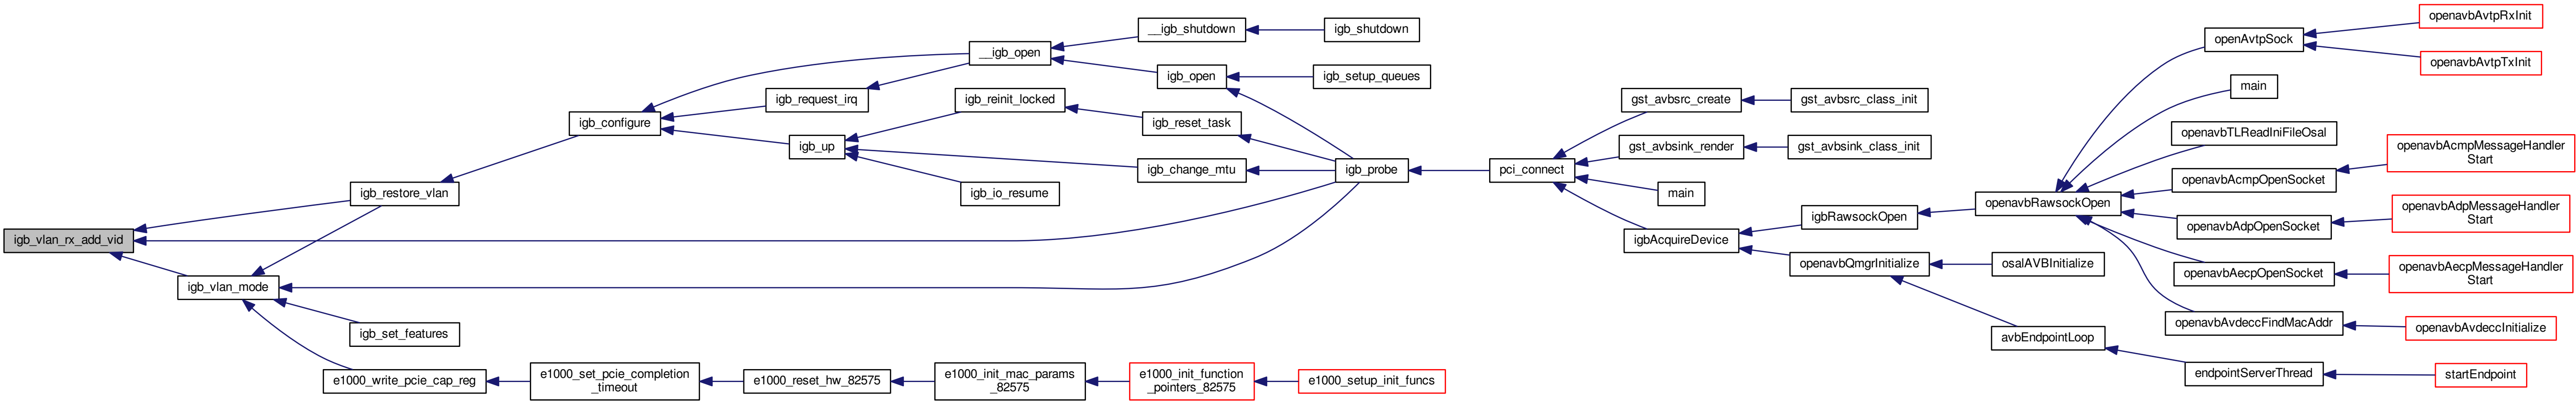 igb_vlan_rx_add_vid
igb_restore_vlan
igb_vlan_mode
igb_set_features
e1000_write_pcie_cap_reg
igb_configure
e1000_set_pcie_completion
_timeout
igb_request_irq
igb_up
e1000_reset_hw_82575
__igb_open
igb_reinit_locked
igb_io_resume
e1000_init_mac_params
_82575
__igb_shutdown
igb_open
igb_reset_task
igb_change_mtu
e1000_init_function
_pointers_82575
igb_shutdown
igb_setup_queues
igb_probe
e1000_setup_init_funcs
pci_connect
gst_avbsrc_create
gst_avbsink_render
main
igbAcquireDevice
gst_avbsrc_class_init
gst_avbsink_class_init
igbRawsockOpen
openavbQmgrInitialize
openavbRawsockOpen
osalAVBInitialize
avbEndpointLoop
openAvtpSock
main
openavbTLReadIniFileOsal
openavbAcmpOpenSocket
openavbAdpOpenSocket
openavbAecpOpenSocket
openavbAvdeccFindMacAddr
endpointServerThread
openavbAvtpRxInit
openavbAvtpTxInit
openavbAcmpMessageHandler
Start
openavbAdpMessageHandler
Start
openavbAecpMessageHandler
Start
openavbAvdeccInitialize
startEndpoint